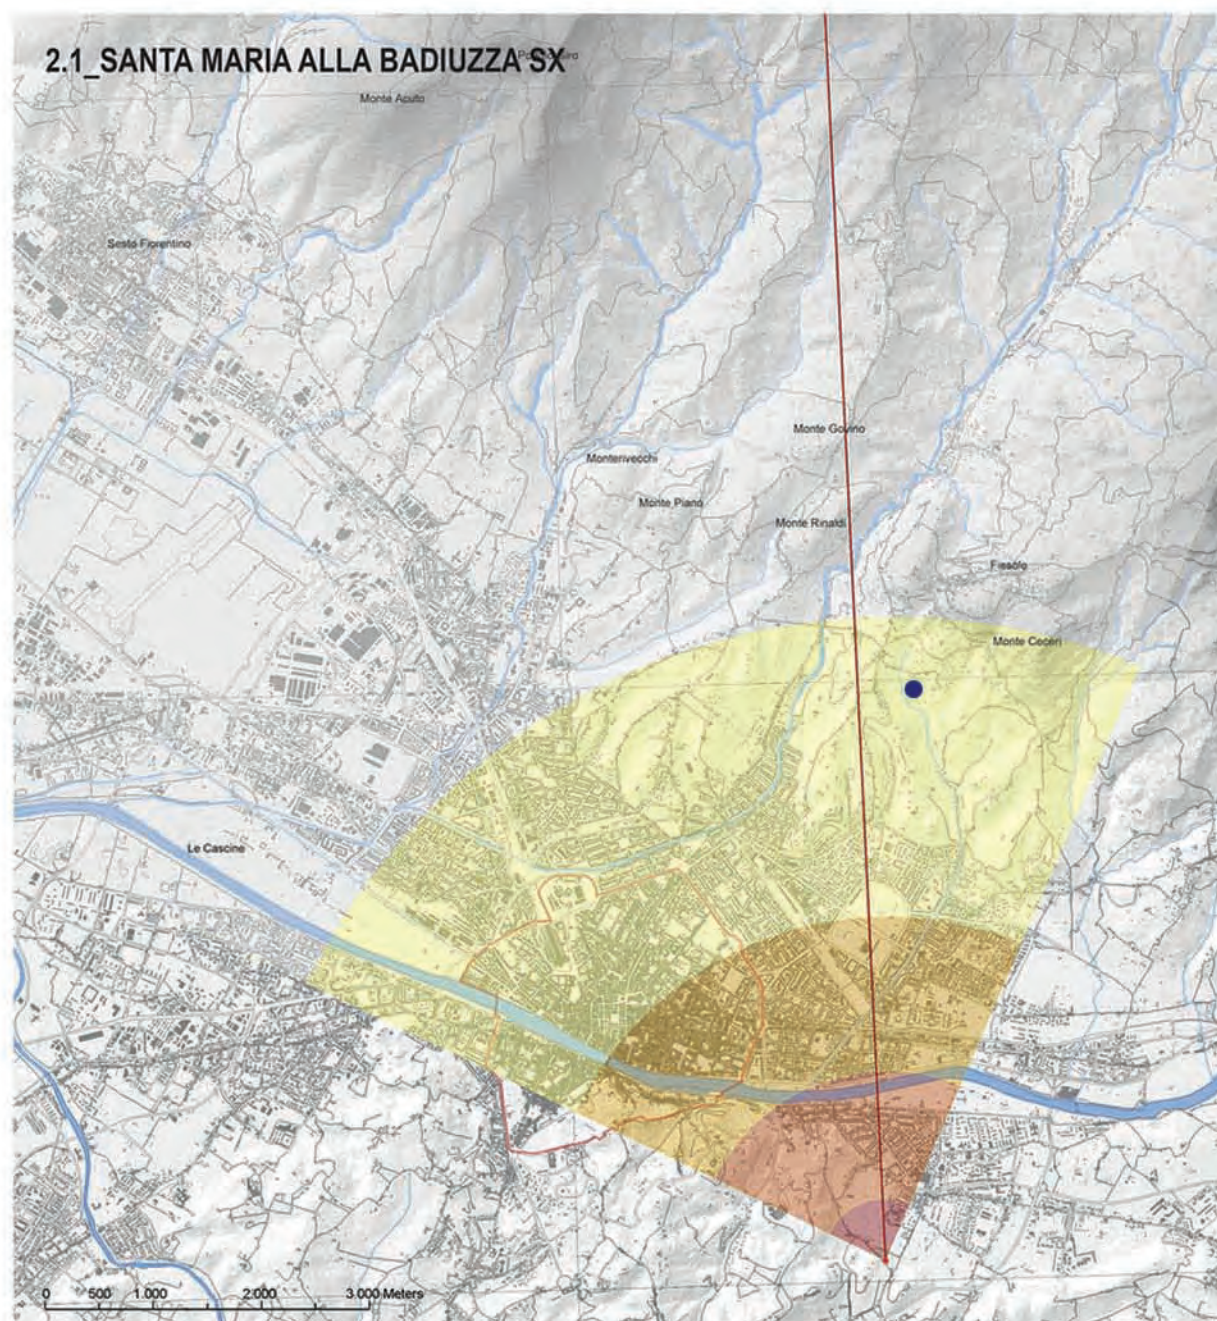 2.1_SANTA MARIA ALLA BADIUZZA SX
Monte Acuto
Sesto Fiorentino
Monte Govino
Monterivecchi
Monte Piano
Monte Rinaldi
Fiesole
Monte Ceceri
Le Cascine
0 500 1 000 2 000 3 000 Meters